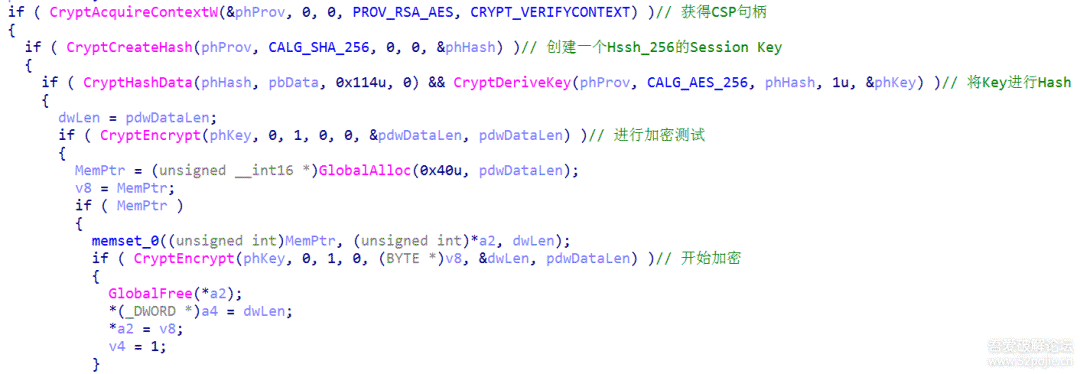 if ( CryptAcquireContextW(&phProv, 0, 0, PROV_RSA_AES, CRYPT_VERIFYCONTEXT) )// 获得CSP句柄
{
if ( CryptCreateHash(phProv, CALG_SHA_256, 0, 0, &phHash) )// 创建一个Hssh_256的Session Key
{
if ( CryptHashData(phHash, pbData, 0x114u, 0) && CryptDeriveKey(phProv, CALG_AES_256, phHash, 1u, &phKey) )// 将Key进行Hash
{
dwLen = pdwDataLen;
if ( CryptEncrypt(phKey, 0, 1, 0, 0, &pdwDataLen, pdwDataLen) )// 进行加密测试
{
MemPtr = (unsigned __int16 *)GlobalAlloc(0x40u, pdwDataLen);
v8 = MemPtr;
if ( MemPtr )
{
memset_0((unsigned int)MemPtr, (unsigned int)*a2, dwLen);
if ( CryptEncrypt(phKey, 0, 1, 0, (BYTE *)v8, &dwLen, pdwDataLen) )// 开始加密
{
GlobalFree(*a2);
*(_DWORD *)a4 = dwLen;
*a2 = v8;
v4 = 1;
}
吾爱破解论坛
www.52pojie.cn